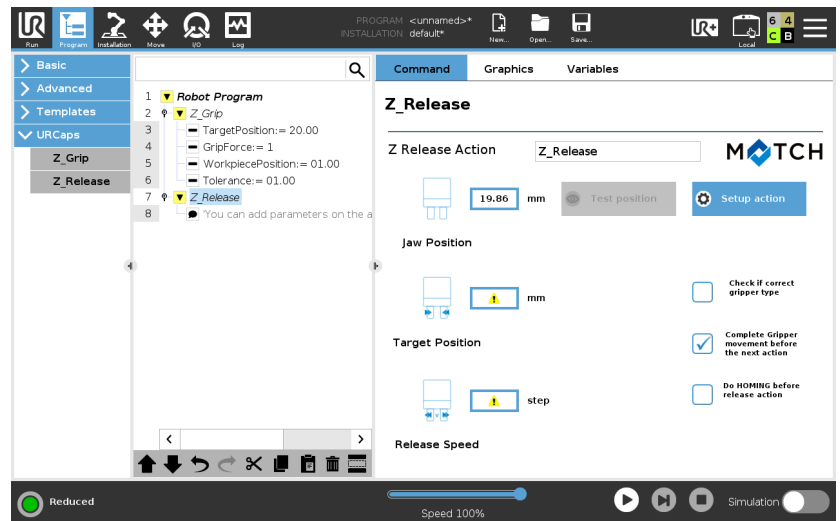 PROGRAM <unnamed>*
INSTALLATION default*
Run
Program
Installation
Move
I/O
Log
New...
Open...
Save...
UR+
Local
6 4
C B
Basic
Advanced
Templates
URCaps
Z_Grip
Z_Release
1 Robot Program
2 Z_Grip
3 TargetPosition:= 20.00
4 GripForce:= 1
5 WorkpiecePosition:= 01.00
6 Tolerance:= 01.00
7 Z_Release
8 'You can add parameters on the a
Command Graphics Variables
Z_Release
Z Release Action Z_Release MATCH
19.86 mm Test position Setup action
Jaw Position
mm
Target Position
step
Release Speed
Check if correct
gripper type
Complete Gripper
movement before
the next action
Do HOMING before
release action
Reduced
Speed 100%
Simulation